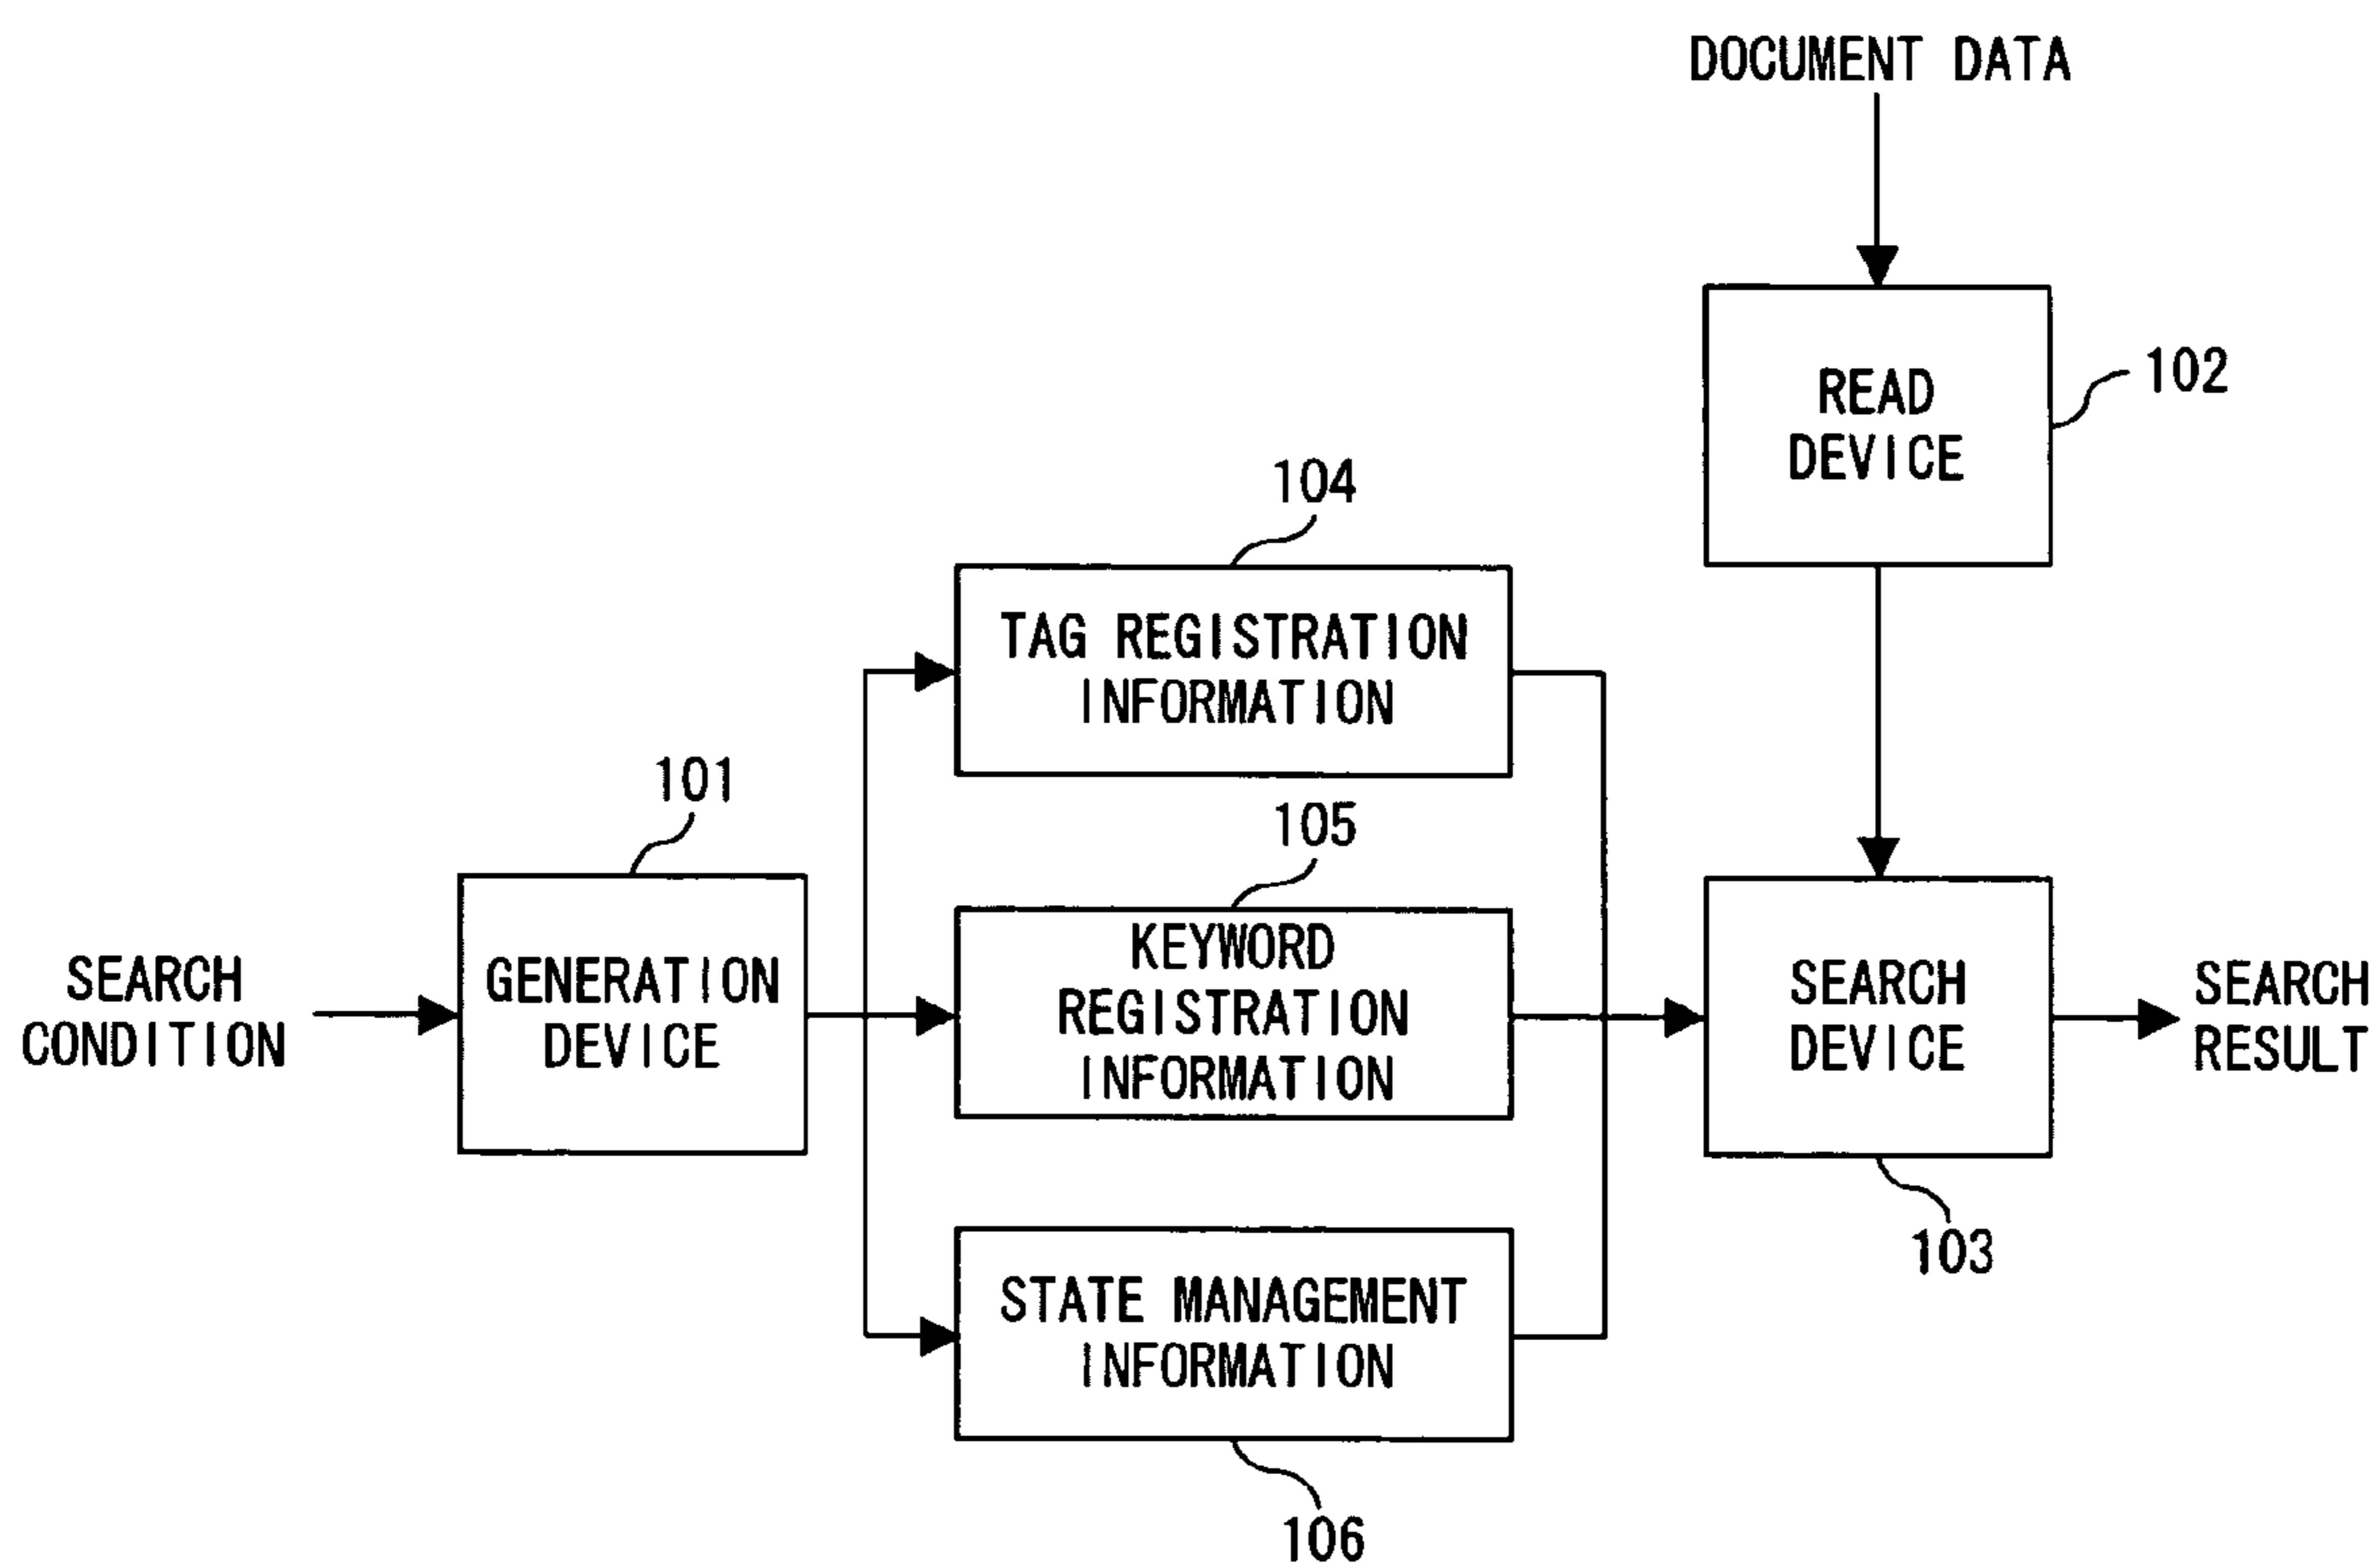 DOCUMENT DATA
READ
DEVICE
102
104
TAG REGISTRATION
INFORMATION
101
105
SEARCH
CONDITION
GENERATION
DEVICE
KEYWORD
REGISTRATION
INFORMATION
SEARCH
DEVICE
SEARCH
RESULT
103
STATE MANAGEMENT
INFORMATION
106